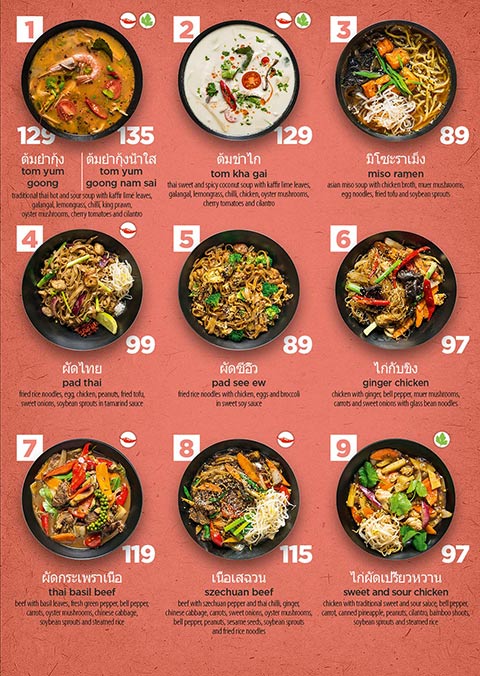 1
129
135
ต้มยำกุ้ง
tom yum
goong
ต้มยำกุ้งน้ำใส
tom yum
goong nam sai
traditional thai hot and sour soup with kaffir lime leaves,
galangal, lemongrass, chilli, king prawn,
oyster mushrooms, cherry tomatoes and cilantro
2
129
ต้มข่าไก่
tom kha gai
thai sweet and spicy coconut soup with kaffir lime leaves,
galangal, lemongrass, chilli, chicken, oyster mushrooms,
cherry tomatoes and cilantro
3
89
มิโซะราเม็ง
miso ramen
asian miso soup with chicken broth, muer mushrooms,
egg noodles, fried tofu and soybean sprouts
4
99
ผัดไทย
pad thai
fried rice noodles, egg, chicken, peanuts, fried tofu,
sweet onions, soybean sprouts in tamarind sauce
5
89
ผัดซีอิ๊ว
pad see ew
fried rice noodles with chicken, eggs and broccoli
in sweet soy sauce
6
97
ไก่กับขิง
ginger chicken
chicken with ginger, bell pepper, muer mushrooms,
carrots and sweet onions with glass bean noodles
7
119
ผัดกระเพราเนื้อ
thai basil beef
beef with basil leaves, fresh green pepper, bell pepper,
carrots, oyster mushrooms, chinese cabbage,
soybean sprouts and steamed rice
8
115
เนื้อเสฉวน
szechuan beef
beef with szechuan pepper and thai chilli, ginger,
chinese cabbage, carrots, sweet onions, oyster mushrooms,
bell pepper, peanuts, sesame seeds, soybean sprouts
and fried rice noodles
9
97
ไก่ผัดเปรี้ยวหวาน
sweet and sour chicken
chicken with traditional sweet and sour sauce, bell pepper,
carrot, canned pineapple, peanuts, cilantro, bamboo shoots,
soybean sprouts and steamed rice